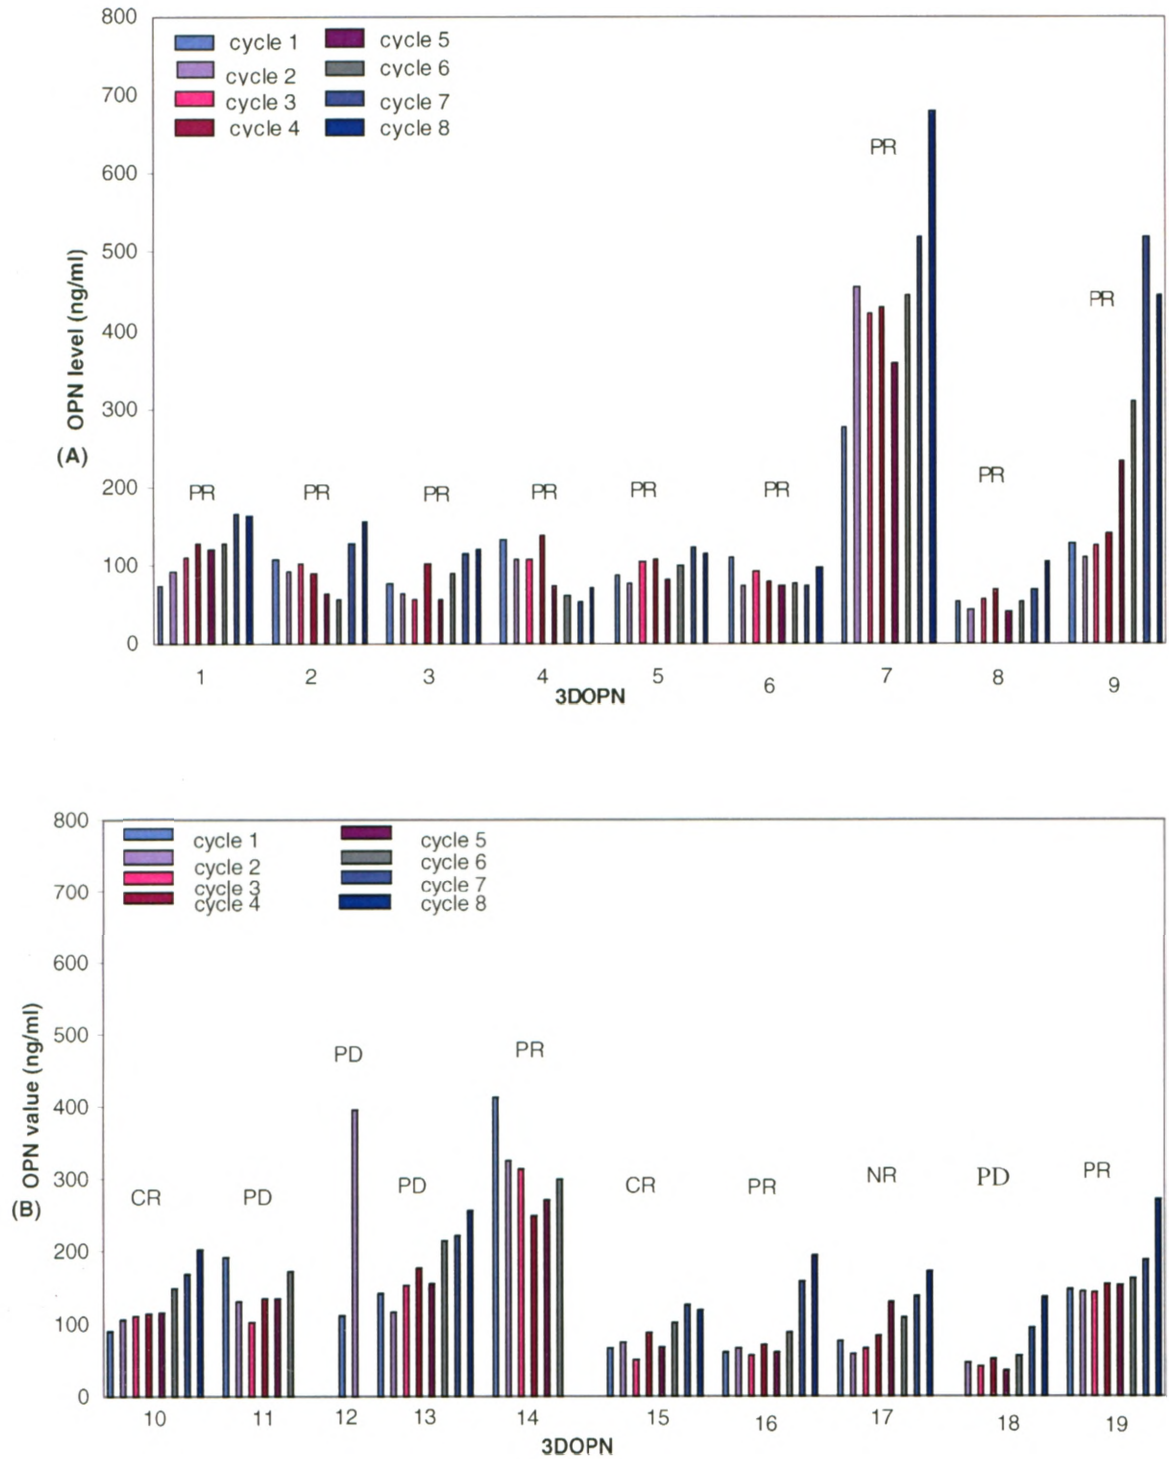 800
700
600
500
400
300
200
100
0
OPN level (ng/ml)
(A)
cycle 1
cycle 2
cycle 3
cycle 4
cycle 5
cycle 6
cycle 7
cycle 8
PR PR PR PR PR PR PR PR PR
1 2 3 4 5 6 7 8 9
3DOPN
800
700
600
500
400
300
200
100
0
OPN value (ng/ml)
(B)
cycle 1
cycle 2
cycle 3
cycle 4
cycle 5
cycle 6
cycle 7
cycle 8
CR PD PD PD PR CR PR NR PD PR
10 11 12 13 14 15 16 17 18 19
3DOPN